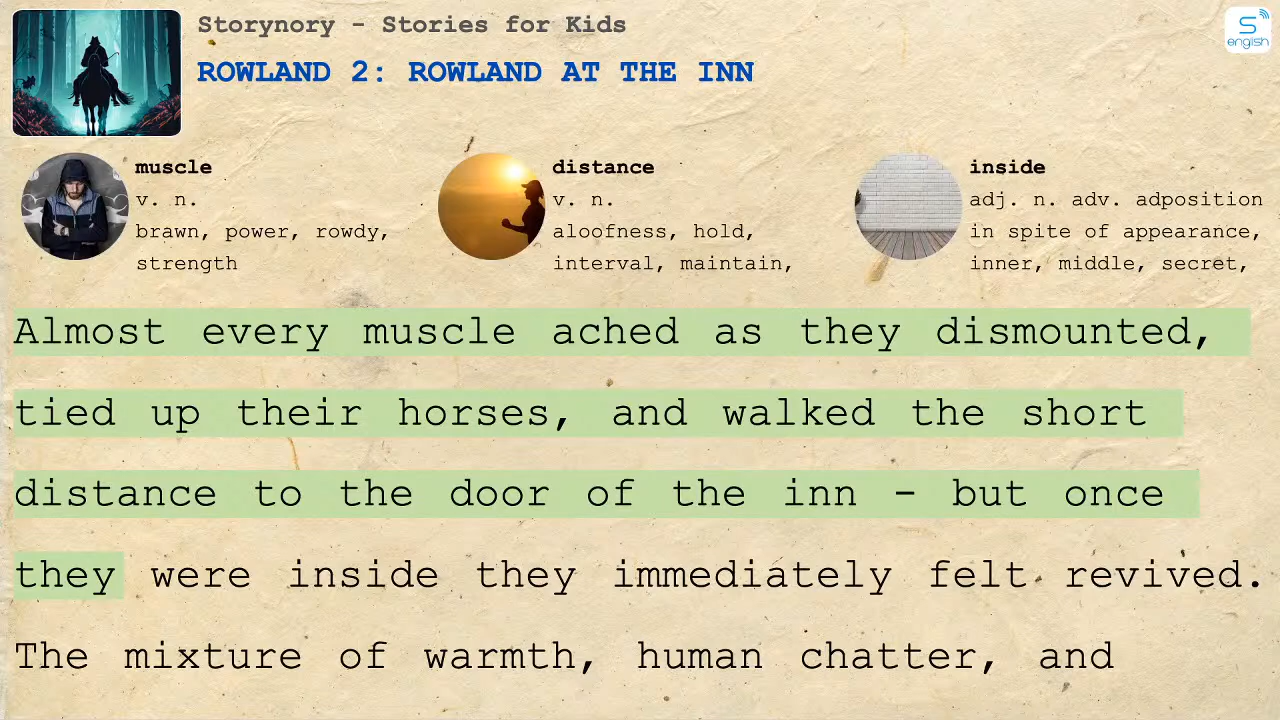 Storynory - Stories for Kids
S
english
ROWLAND 2: ROWLAND AT THE INN
muscle
v. n.
brawn, power, rowdy,
strength
distance
v. n.
aloofness, hold,
interval, maintain,
inside
adj. n. adv. adposition
in spite of appearance,
inner, middle, secret,
Almost every muscle ached as they dismounted,
tied up their horses, and walked the short
distance to the door of the inn - but once
they were inside they immediately felt revived.
The mixture of warmth, human chatter, and